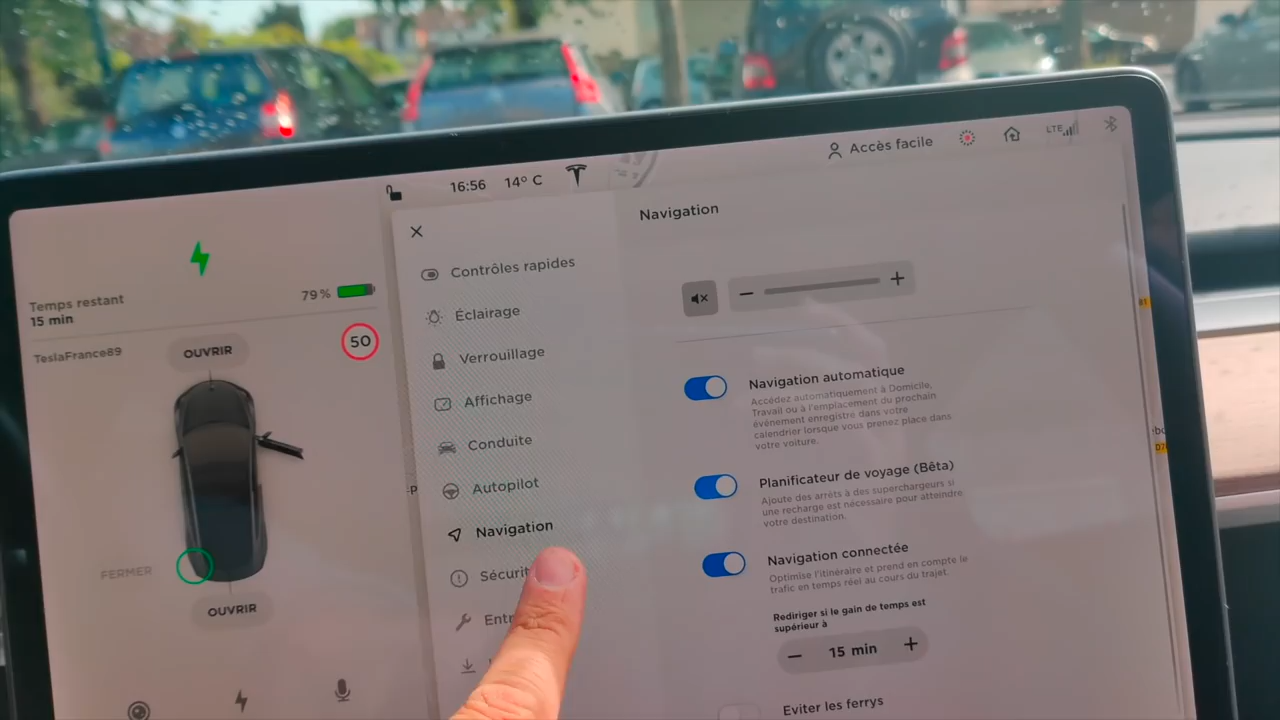 16:56 14° C
Accès facile
LTE
Temps restant
15 min
79 %
TeslaFrance89
50
OUVRIR
FERMER
OUVRIR
Contrôles rapides
Éclairage
Verrouillage
Affichage
Conduite
Autopilot
Navigation
Sécurit
Entr
Navigation
Navigation automatique
Accédez automatiquement à Domicile,
Travail ou à l'emplacement du prochain
événement enregistré dans votre
calendrier lorsque vous prenez place dans
votre voiture.
Planificateur de voyage (Bêta)
Ajoute des arrêts à des superchargeurs si
une recharge est nécessaire pour atteindre
votre destination.
Navigation connectée
Optimise l'itinéraire et prend en compte le
trafic en temps réel au cours du trajet.
Rediriger si le gain de temps est
supérieur à
15 min
Eviter les ferrys